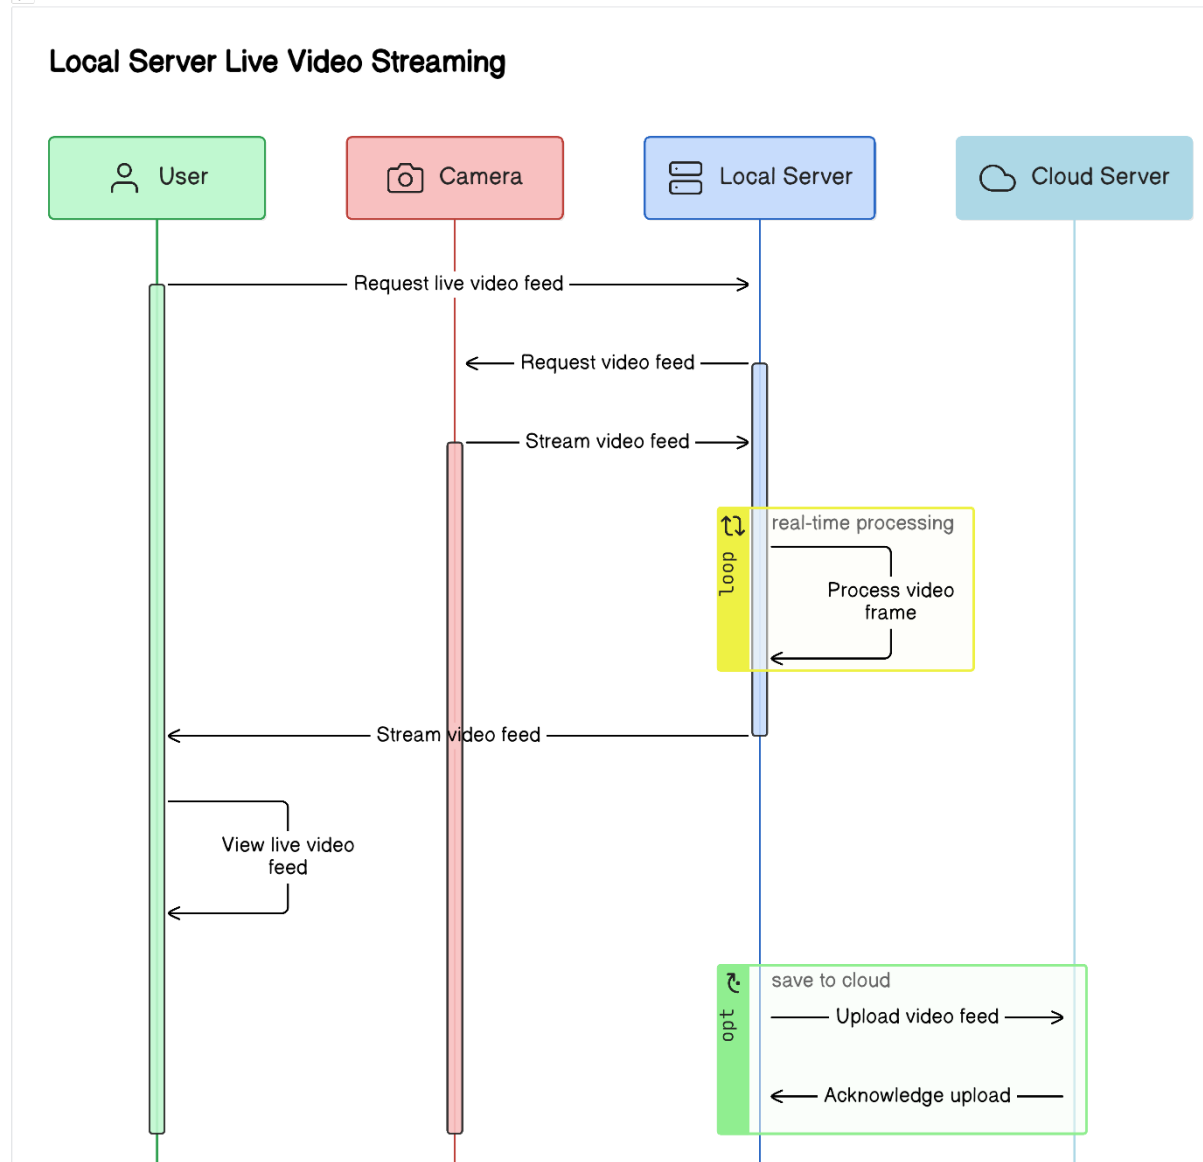 Local Server Live Video Streaming
User
Camera
Local Server
Cloud Server
Request live video feed
Request video feed
Stream video feed
loop
real-time processing
Process video
frame
Stream video feed
View live video
feed
opt
save to cloud
Upload video feed
Acknowledge upload